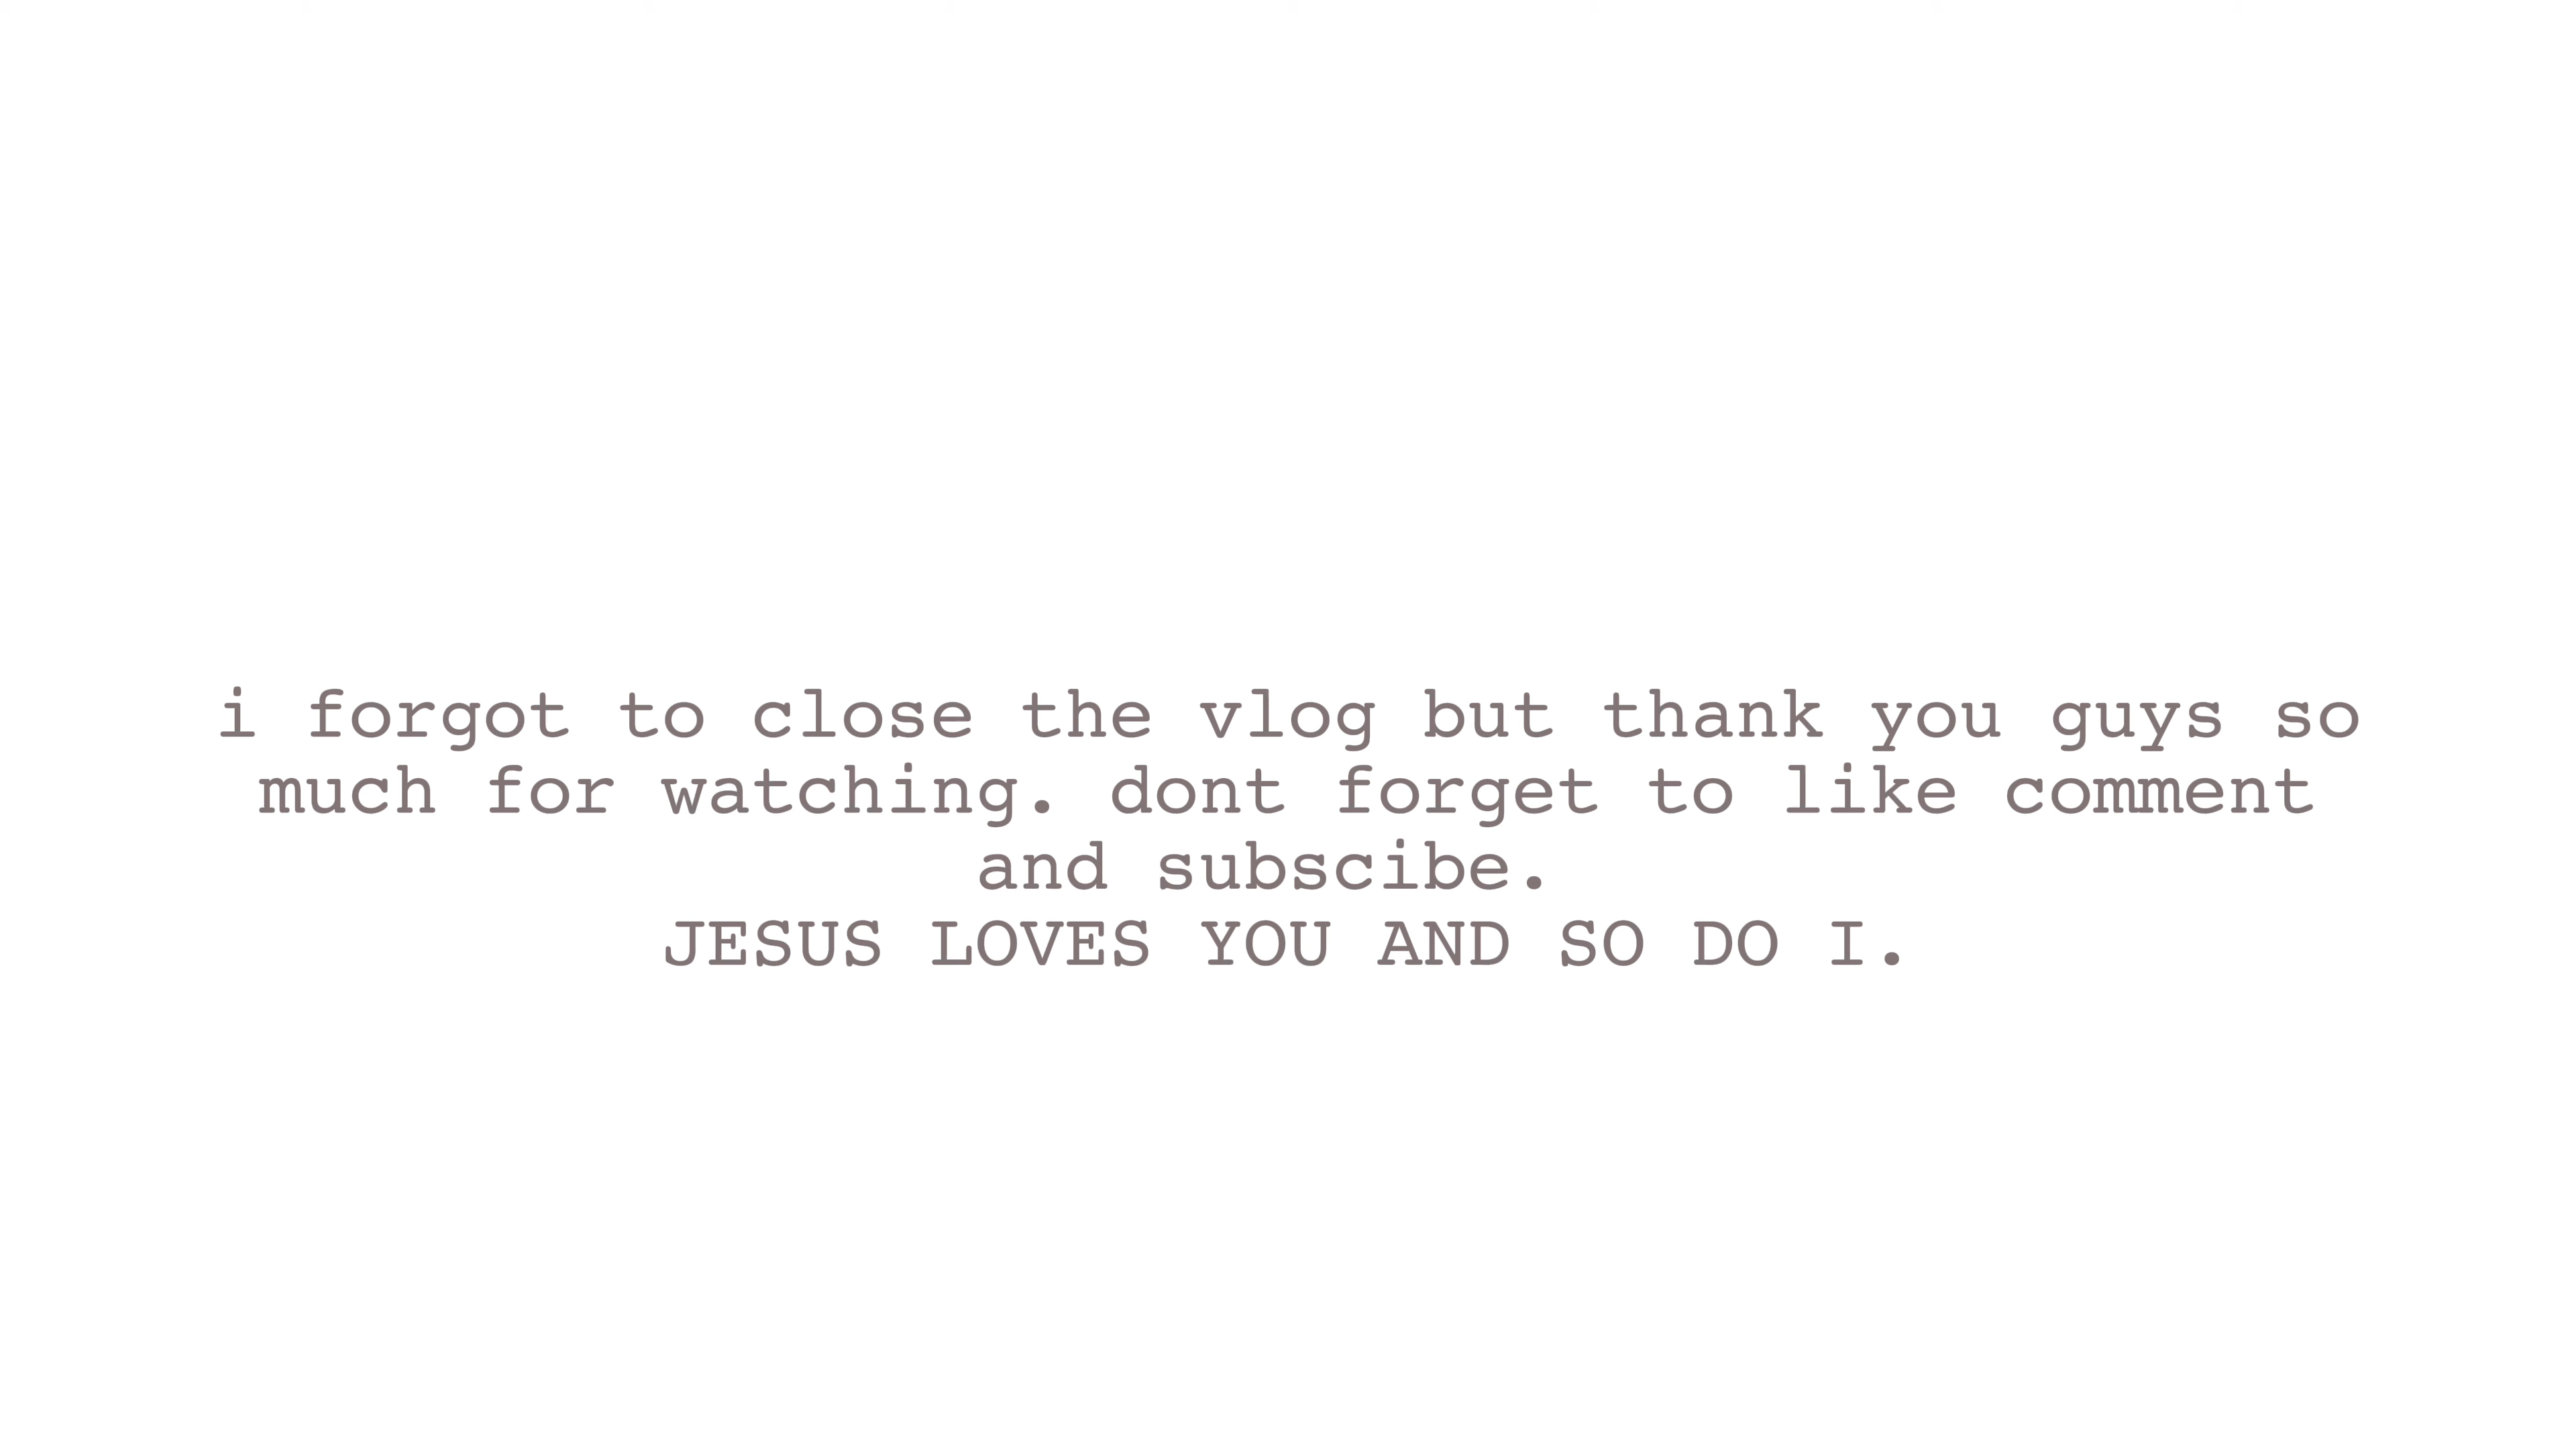 i forgot to close the vlog but thank you guys so
much for watching. dont forget to like comment
and subscibe.
JESUS LOVES YOU AND SO DO I.